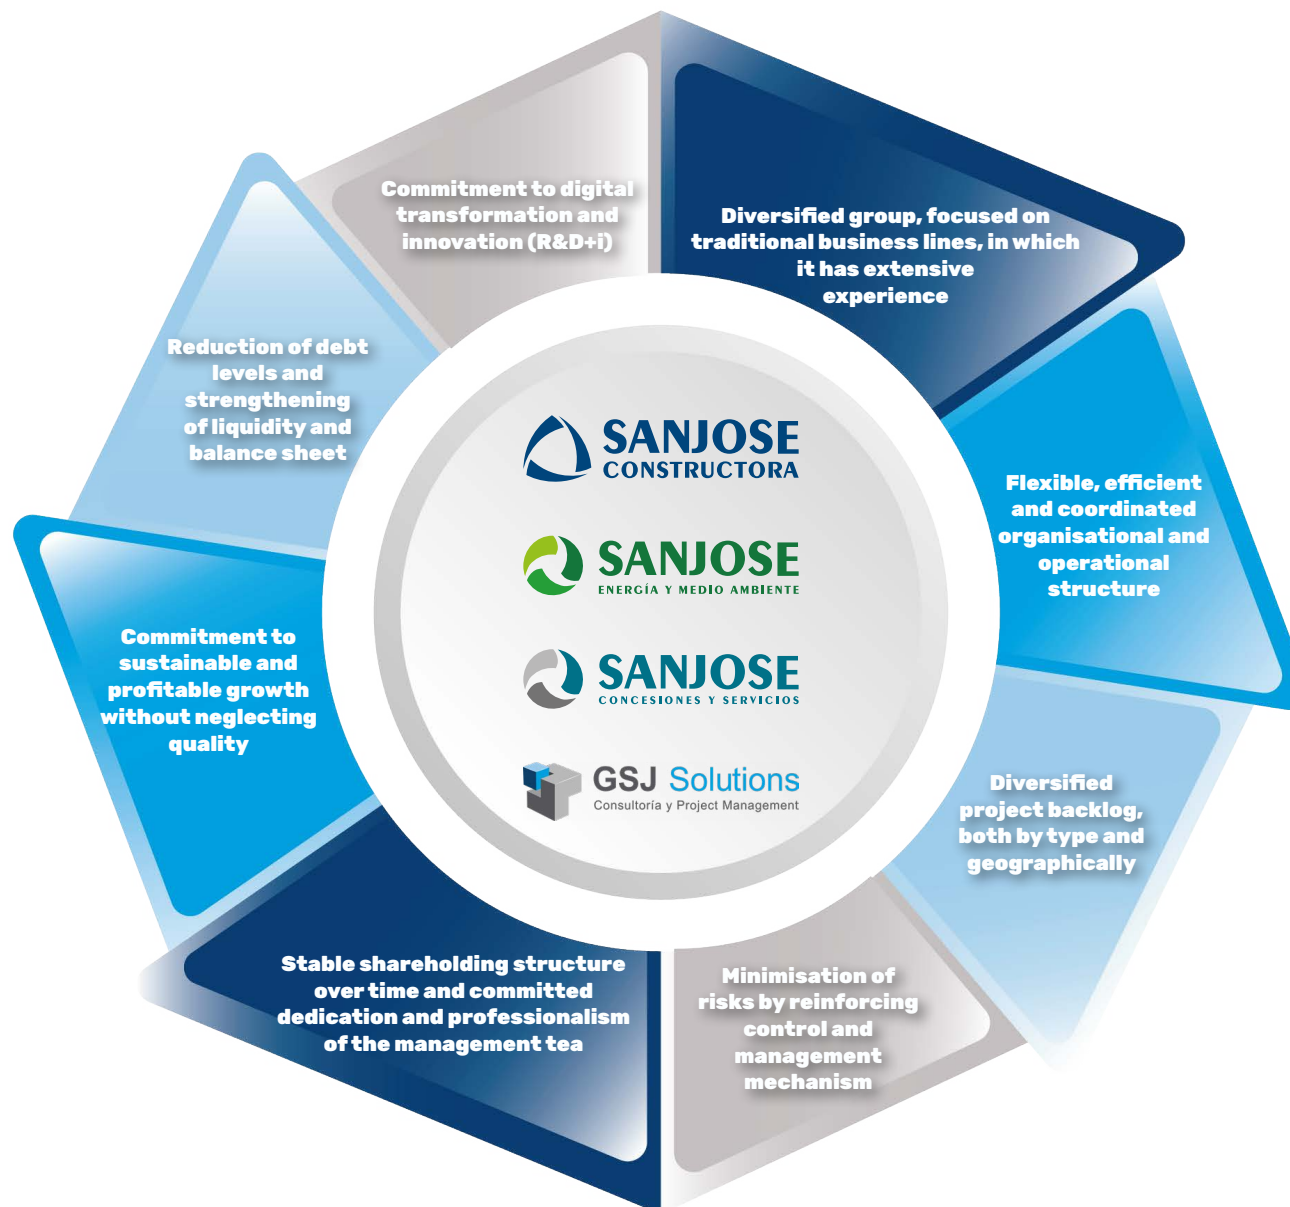 Commitment to digital
transformation and
innovation (R&D+i)
Diversified group, focused on
traditional business lines, in which
it has extensive
experience
Flexible, efficient
and coordinated
organisational and
operational
structure
Diversified
project backlog,
both by type and
geographically
Minimisation of
risks by reinforcing
control and
management
mechanism
Stable shareholding structure
over time and committed
dedication and professionalism
of the management tea
Commitment to
sustainable and
profitable growth
without neglecting
quality
Reduction of debt
levels and
strengthening
of liquidity and
balance sheet
SANJOSE
CONSTRUCTORA
SANJOSE
ENERGÍA Y MEDIO AMBIENTE
SANJOSE
CONCESIONES Y SERVICIOS
GSJ Solutions
Consultoría y Project Management